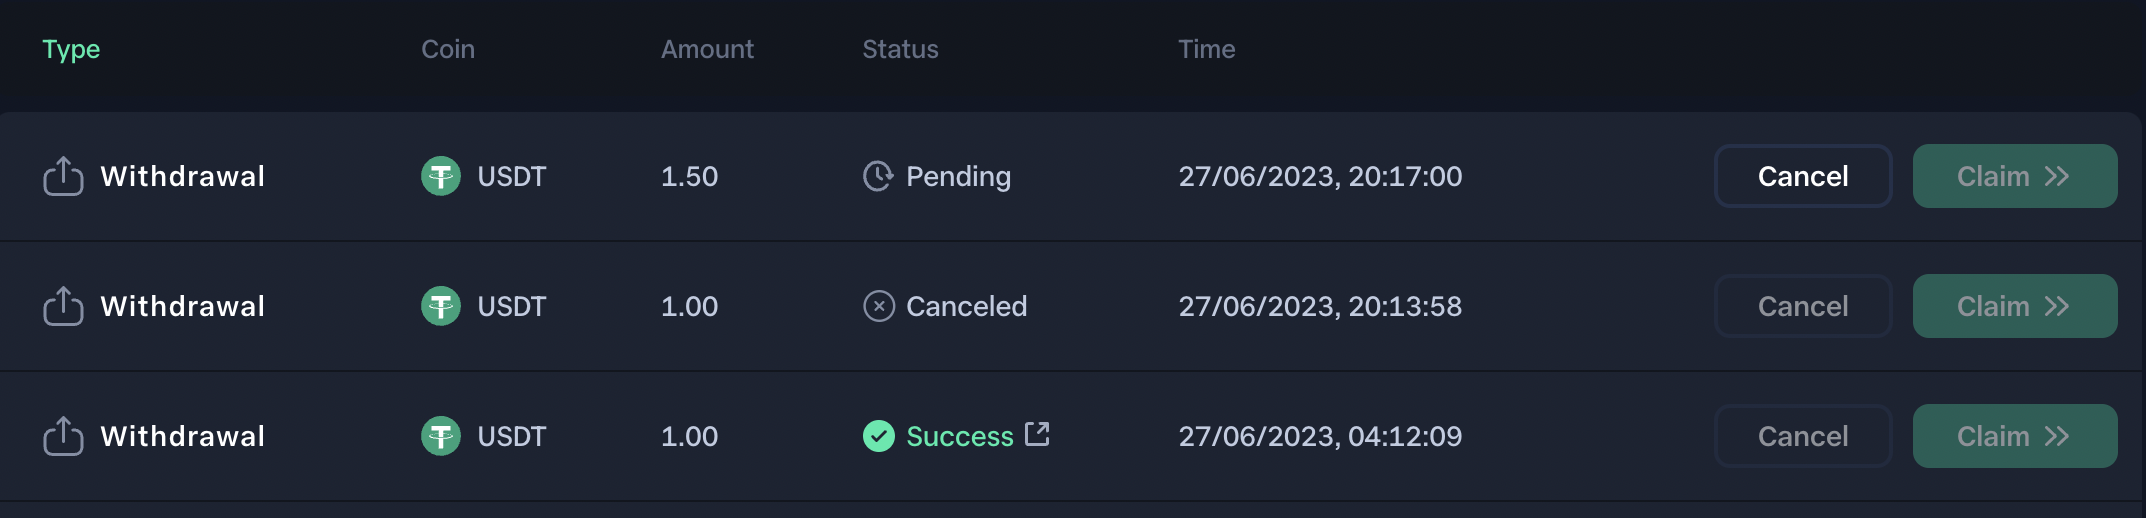 Type Coin Amount Status Time
Withdrawal USDT 1.50 Pending 27/06/2023, 20:17:00 Cancel Claim
Withdrawal USDT 1.00 Canceled 27/06/2023, 20:13:58 Cancel Claim
Withdrawal USDT 1.00 Success 27/06/2023, 04:12:09 Cancel Claim